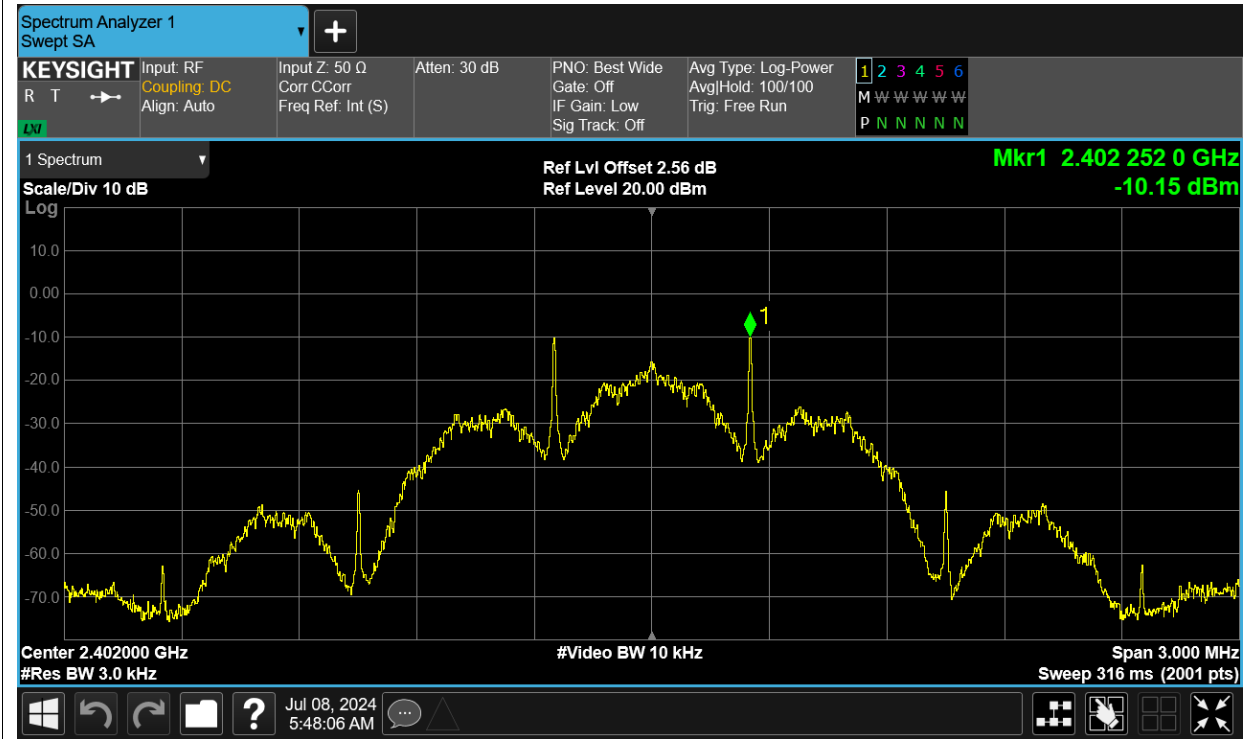 Spectrum Analyzer 1
Swept SA
KEYSIGHT
R T
LXI
Input: RF
Coupling: DC
Align: Auto
Input Z: 50 Ω
Corr CCorr
Freq Ref: Int (S)
Atten: 30 dB
PNO: Best Wide
Gate: Off
IF Gain: Low
Sig Track: Off
Avg Type: Log-Power
Avg|Hold: 100/100
Trig: Free Run
1 2 3 4 5 6
M W W W W W
P N N N N N
1 Spectrum
Scale/Div 10 dB
Log
Ref Lvl Offset 2.56 dB
Ref Level 20.00 dBm
Mkr1 2.402 252 0 GHz
-10.15 dBm
10.0
0.00
-10.0
-20.0
-30.0
-40.0
-50.0
-60.0
-70.0
1
Center 2.402000 GHz
#Res BW 3.0 kHz
#Video BW 10 kHz
Span 3.000 MHz
Sweep 316 ms (2001 pts)
?
Jul 08, 2024
5:48:06 AM